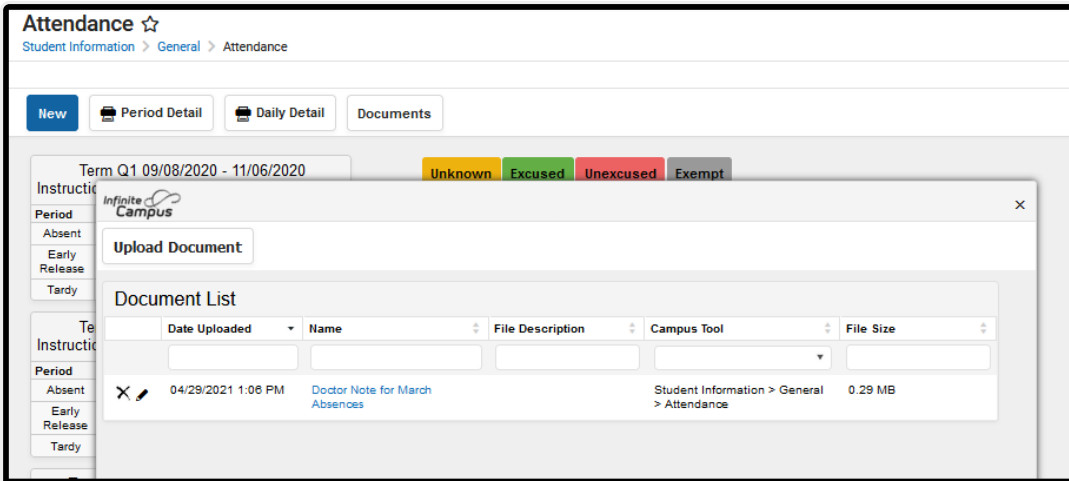 Attendance
Student Information > General > Attendance
New Period Detail Daily Detail Documents
Term Q1 09/08/2020 - 11/06/2020
Unknown Excused Unexcused Exempt
Period
Absent
Early
Release
Tardy
Period
Absent
Early
Release
Tardy
Infinite
Campus
Upload Document
Document List
Date Uploaded Name File Description Campus Tool File Size
04/29/2021 1:06 PM Doctor Note for March Student Information > General 0.29 MB
Absences > Attendance